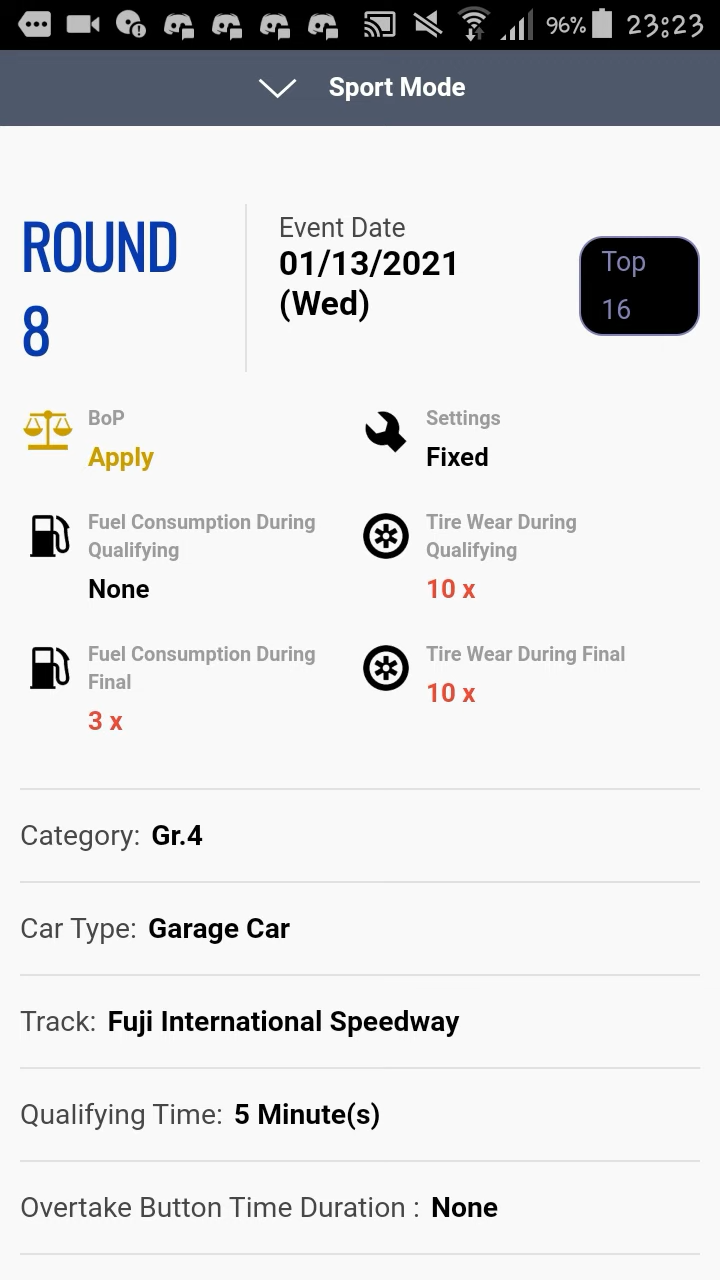 96% 23:23
Sport Mode
ROUND
8
Event Date
01/13/2021
(Wed)
Top
16
BoP
Apply
Settings
Fixed
Fuel Consumption During
Qualifying
None
Tire Wear During
Qualifying
10 x
Fuel Consumption During
Final
3 x
Tire Wear During Final
10 x
Category: Gr.4
Car Type: Garage Car
Track: Fuji International Speedway
Qualifying Time: 5 Minute(s)
Overtake Button Time Duration : None